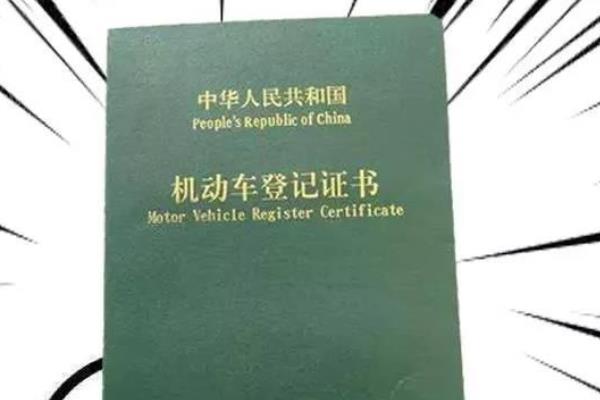 中华人民共和国
People's Republic of China
机动车登记证书
Motor Vehicle Register Certificate